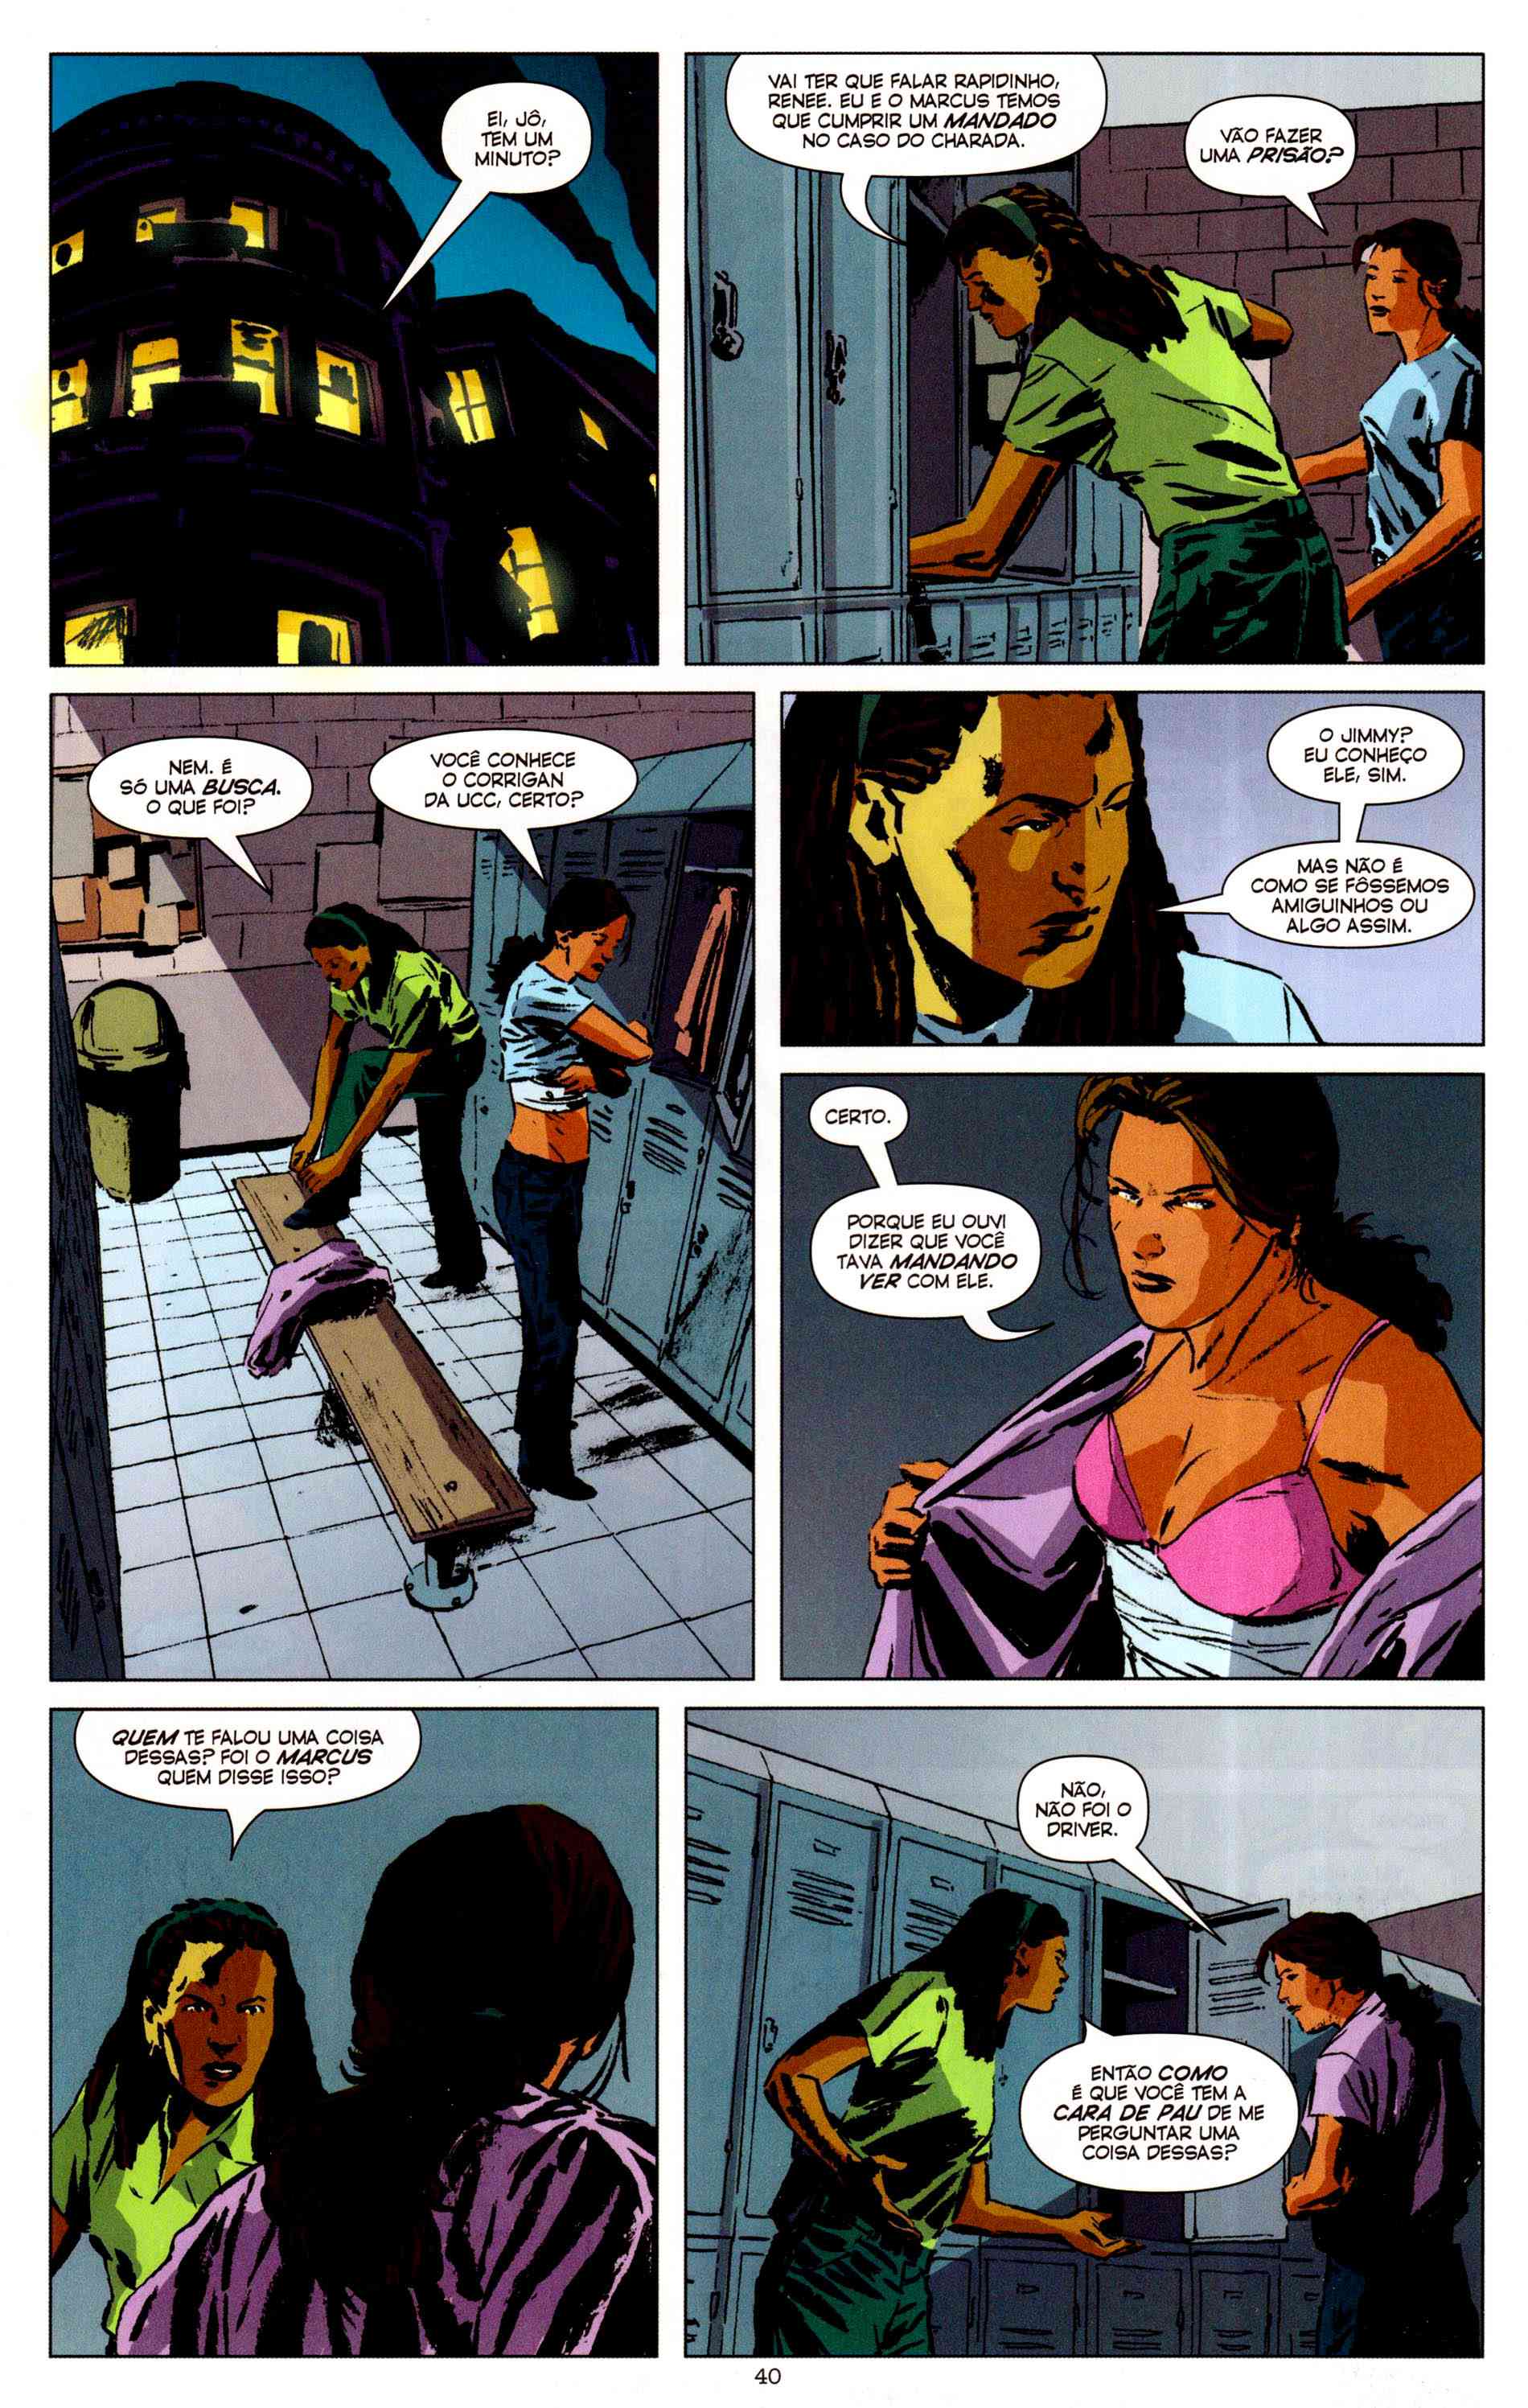 EI, JÔ,
TEM UM
MINUTO?
VAI TER QUE FALAR RAPIDINHO,
RENEE. EU E O MARCUS TEMOS
QUE CUMPRIR UM MANDADO
NO CASO DO CHARADA.
VÃO FAZER
UMA PRISÃO?
NEM. É
SÓ UMA BUSCA.
O QUE FOI?
VOCÊ CONHECE
O CORRIGAN
DA UCC, CERTO?
O JIMMY?
EU CONHEÇO
ELE, SIM.
MAS NÃO É
COMO SE FÔSSEMOS
AMIGUINHOS OU
ALGO ASSIM.
CERTO.
PORQUE EU OUVI
DIZER QUE VOCÊ
TAVA MANDANDO
VER COM ELE.
QUEM TE FALOU UMA COISA
DESSAS? FOI O MARCUS
QUEM DISSE ISSO?
NÃO,
NÃO FOI O
DRIVER.
ENTÃO COMO
É QUE VOCÊ TEM A
CARA DE PAU DE ME
PERGUNTAR UMA
COISA DESSAS?
40